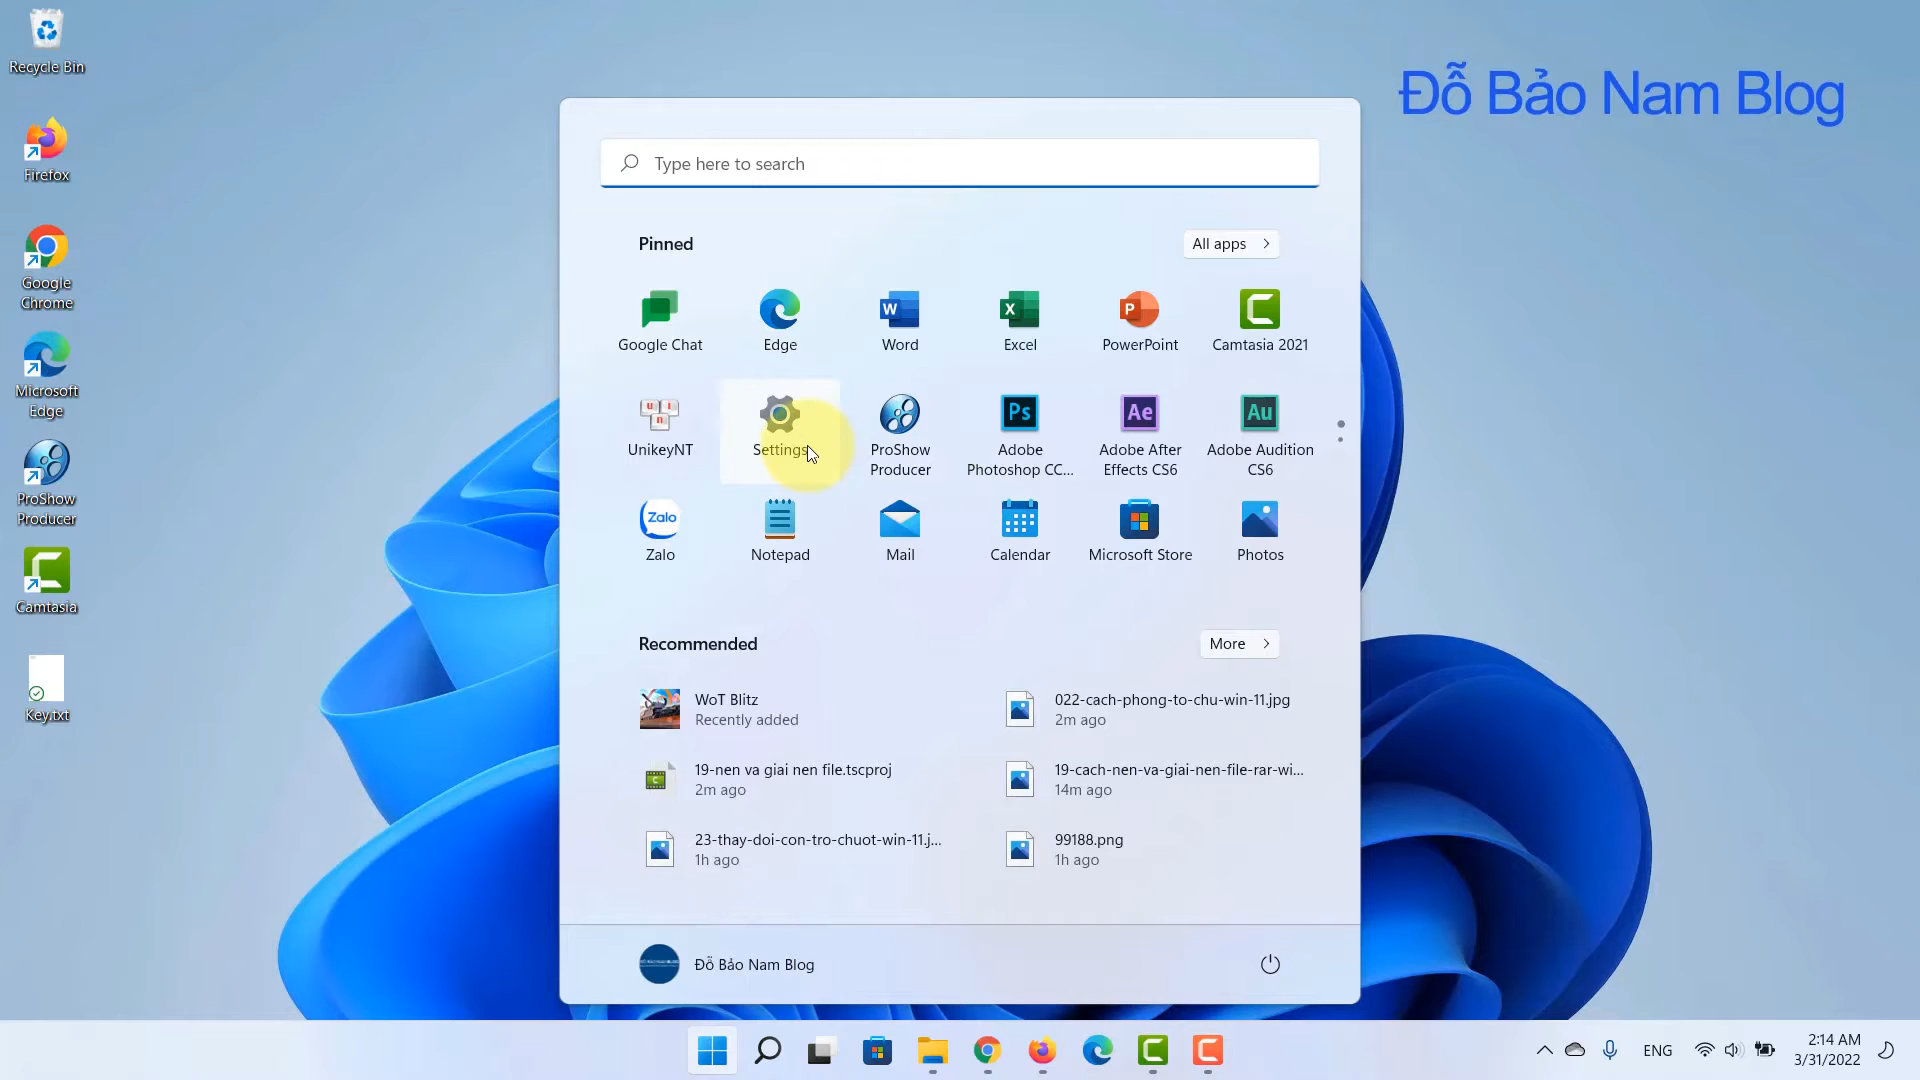 Recycle Bin
Firefox
Google
Chrome
Microsoft
Edge
ProShow
Producer
Camtasia
Key.txt
Đỗ Bảo Nam Blog
Type here to search
Pinned
All apps
Google Chat
Edge
Word
Excel
PowerPoint
Camtasia 2021
UnikeyNT
Settings
ProShow
Producer
Adobe
Photoshop CC...
Adobe After
Effects CS6
Adobe Audition
CS6
Zalo
Notepad
Mail
Calendar
Microsoft Store
Photos
Recommended
More
WoT Blitz
Recently added
022-cach-phong-to-chu-win-11.jpg
2m ago
19-nen va giai nen file.tscproj
2m ago
19-cach-nen-va-giai-nen-file-rar-wi...
14m ago
23-thay-doi-con-tro-chuot-win-11.j...
1h ago
99188.png
1h ago
Đỗ Bảo Nam Blog
ENG
2:14 AM
3/31/2022